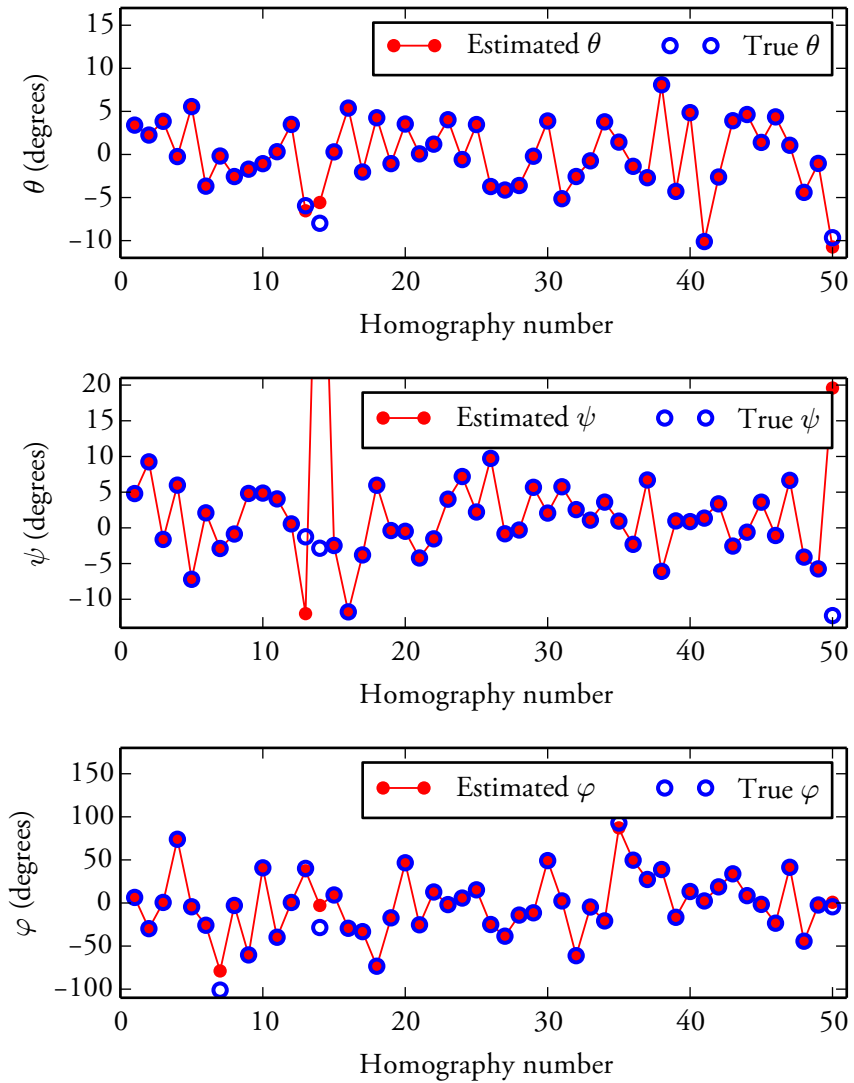 15
10
5
0
−5
−10
θ (degrees)
Estimated θ
True θ
0 10 20 30 40 50
Homography number
20
15
10
5
0
−5
−10
ψ (degrees)
Estimated ψ
True ψ
0 10 20 30 40 50
Homography number
150
100
50
0
−50
−100
φ (degrees)
Estimated φ
True φ
0 10 20 30 40 50
Homography number